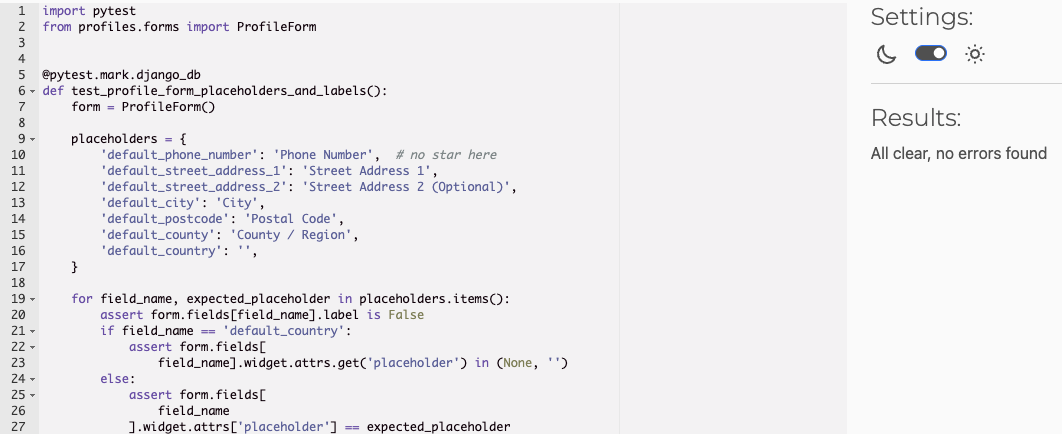 1 import pytest
2 from profiles.forms import ProfileForm
3
4
5 @pytest.mark.django_db
6 def test_profile_form_placeholders_and_labels():
7     form = ProfileForm()
8
9     placeholders = {
10         'default_phone_number': 'Phone Number',  # no star here
11         'default_street_address_1': 'Street Address 1',
12         'default_street_address_2': 'Street Address 2 (Optional)',
13         'default_city': 'City',
14         'default_postcode': 'Postal Code',
15         'default_county': 'County / Region',
16         'default_country': '',
17     }
18
19     for field_name, expected_placeholder in placeholders.items():
20         assert form.fields[field_name].label is False
21         if field_name == 'default_country':
22             assert form.fields[
23                 field_name].widget.attrs.get('placeholder') in (None, '')
24         else:
25             assert form.fields[
26                 field_name
27             ].widget.attrs['placeholder'] == expected_placeholder
Settings:
Results:
All clear, no errors found